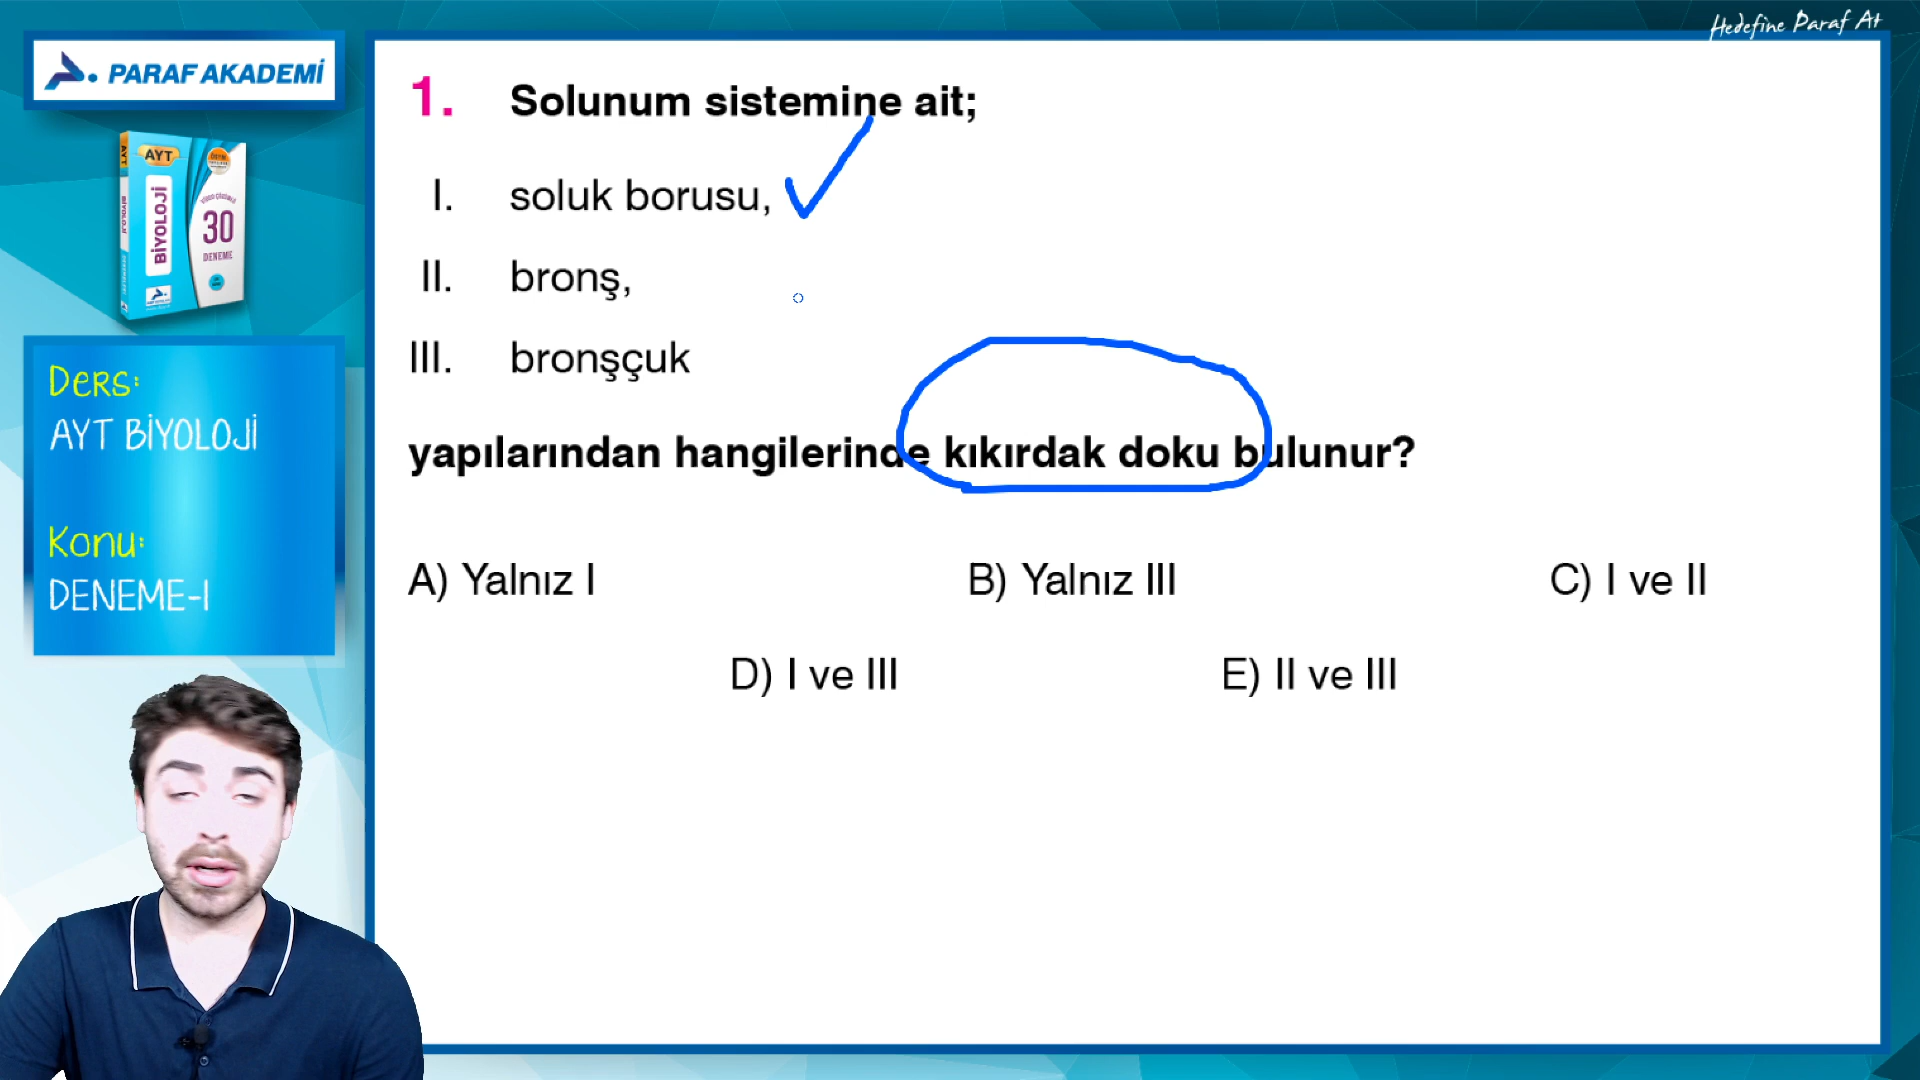 Hedefine Paraf At
PARAF AKADEMİ
AYT
BİYOLOJİ
30
DENEME
Ders:
AYT BİYOLOJİ
Konu:
DENEME-1
1. Solunum sistemine ait;
I. soluk borusu,
II. bronş,
III. bronşçuk
yapılarından hangilerinde kıkırdak doku bulunur?
A) Yalnız I B) Yalnız III C) I ve II
D) I ve III E) II ve III